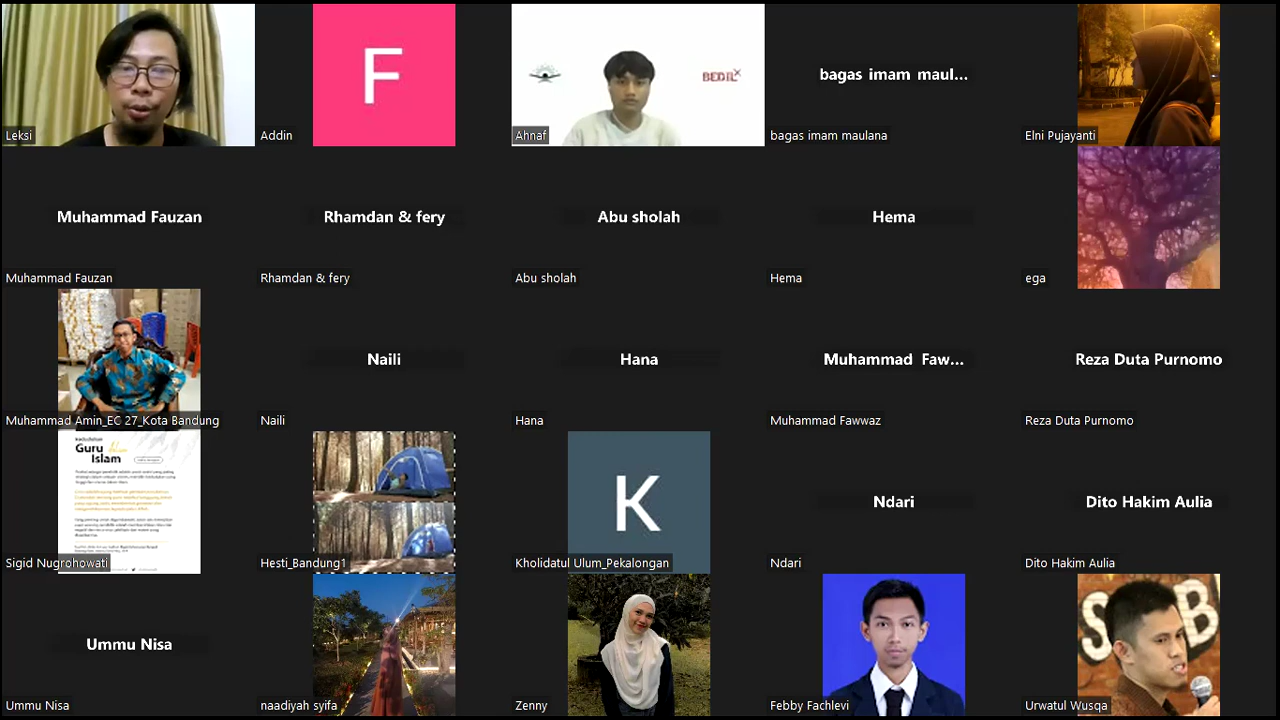 Leksi
F
Addin
BEDIL
Ahnaf
bagas imam maul...
bagas imam maulana
Elni Pujayanti
Muhammad Fauzan
Muhammad Fauzan
Rhamdan & fery
Rhamdan & fery
Abu sholah
Abu sholah
Hema
Hema
ega
Muhammad Amin_EC 27_Kota Bandung
Naili
Naili
Hana
Hana
Muhammad Faw...
Muhammad Fawwaz
Reza Duta Purnomo
Reza Duta Purnomo
Guru
Islam
Sigid Nugrohowati
Hesti_Bandung1
K
Kholidatul Ulum_Pekalongan
Ndari
Ndari
Dito Hakim Aulia
Dito Hakim Aulia
Ummu Nisa
Ummu Nisa
naadiyah syifa
Zenny
Febby Fachlevi
Urwatul Wusqa